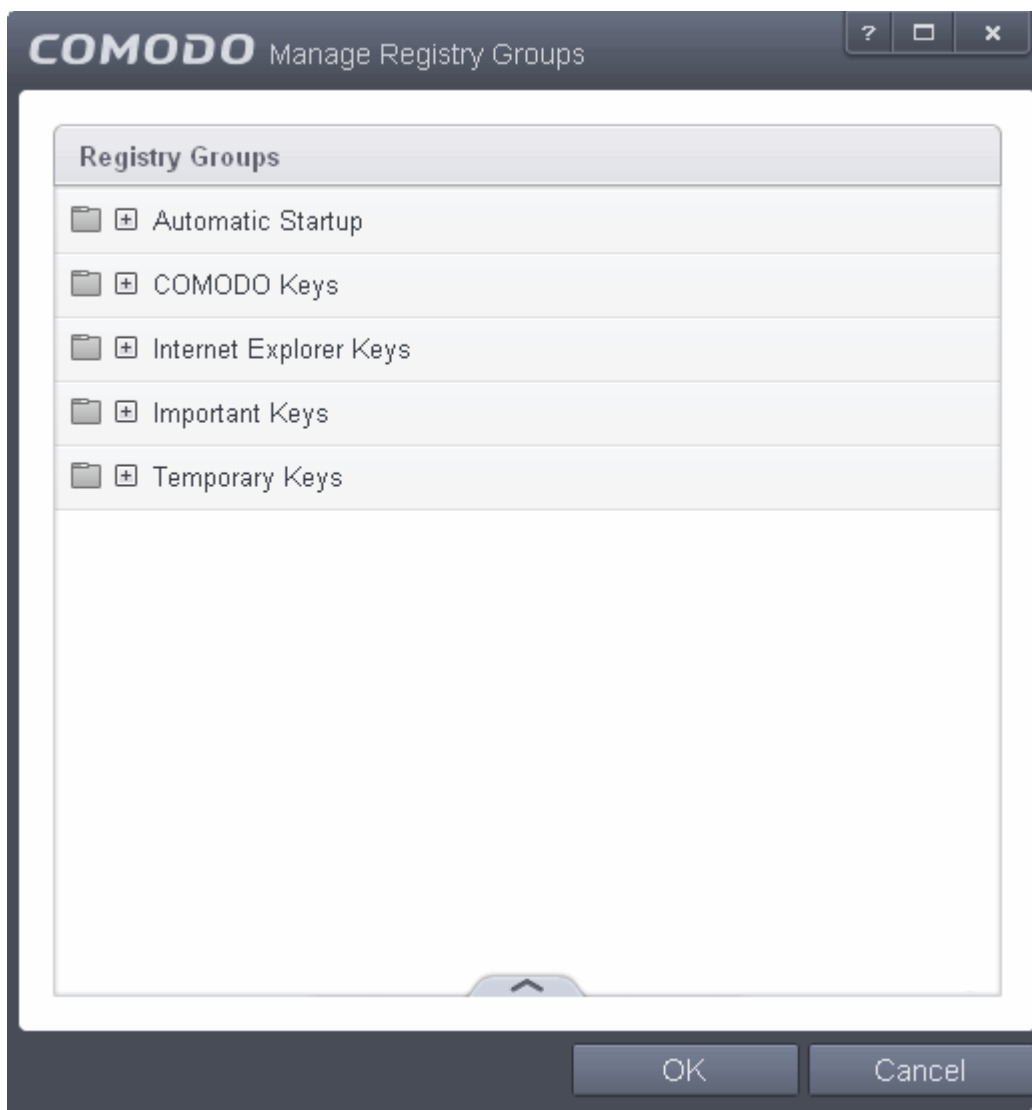 COMODO Manage Registry Groups ?
Registry Groups
Automatic Startup
COMODO Keys
Internet Explorer Keys
Important Keys
Temporary Keys
OK Cancel